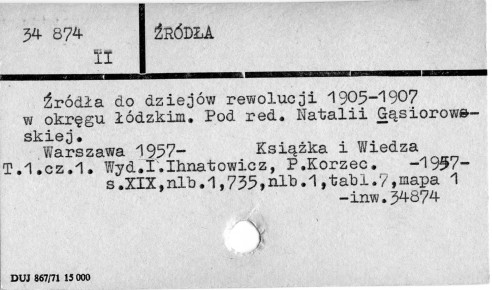 34 874
II
ŹRÓDŁA
Źródła do dziejów rewolucji 1905-1907
w okręgu łódzkim. Pod red. Natalii Gąsiorow-
skiej.
Warszawa 1957- Książka i Wiedza
T.1.cz.1. Wyd.I.Ihnatowicz, P.Korzec. -1957-
s.XIX,nlb.1,735,nlb.1,tabl.7,mapa 1
-inw.34874
DUJ 867/71 15 000